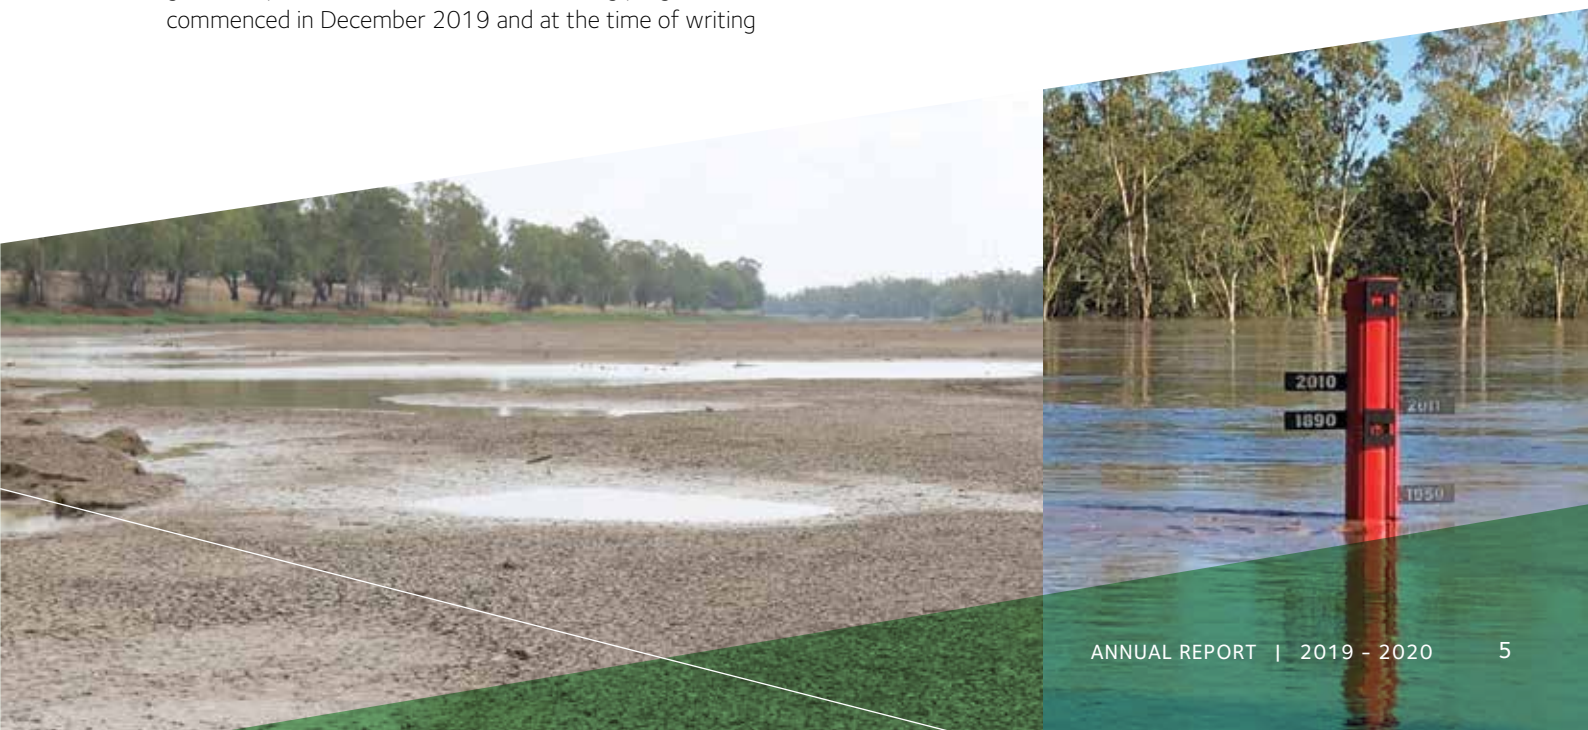 commenced in December 2019 and at the time of writing
2010
2011
1890
1950
ANNUAL REPORT | 2019 - 2020 5